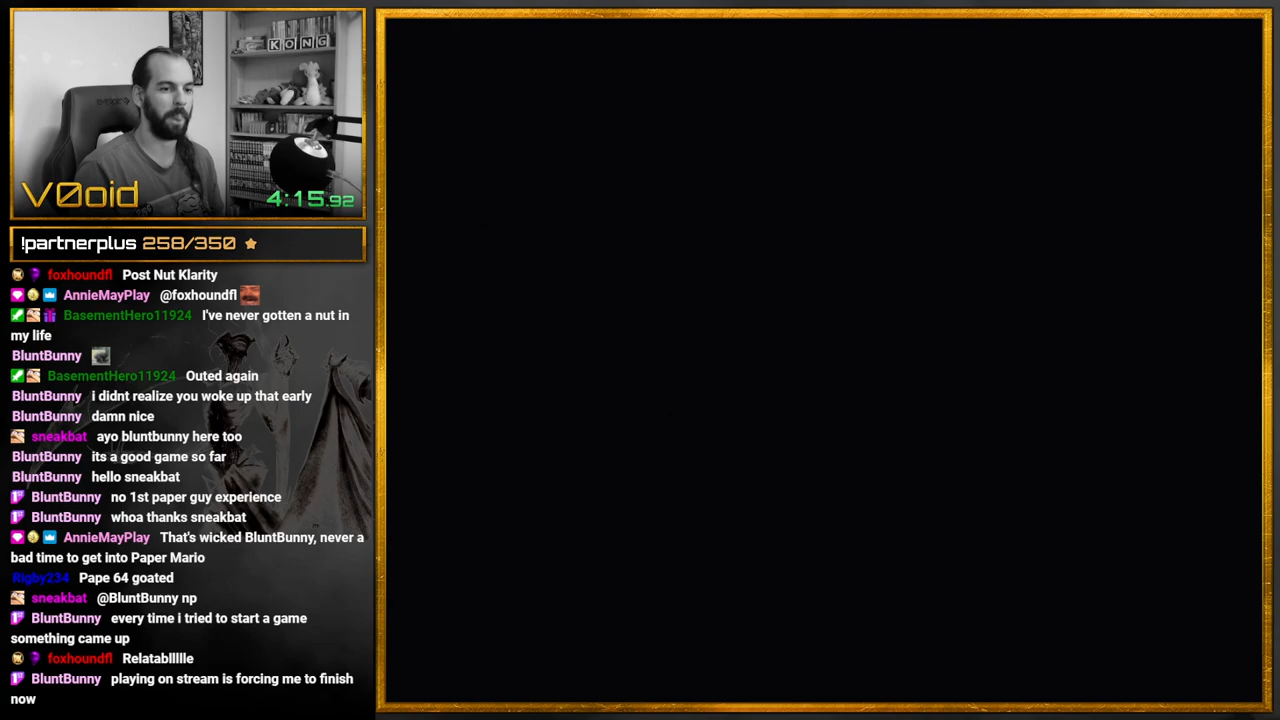 KONG
V0oid
4:15.92
!partnerplus 258/350
foxhoundfl Post Nut Klarity
AnnieMayPlay @foxhoundfl
BasementHero11924 I've never gotten a nut in
my life
BluntBunny
BasementHero11924 Outed again
BluntBunny i didnt realize you woke up that early
BluntBunny damn nice
sneakbat ayo bluntbunny here too
BluntBunny its a good game so far
BluntBunny hello sneakbat
BluntBunny no 1st paper guy experience
BluntBunny whoa thanks sneakbat
AnnieMayPlay That's wicked BluntBunny, never a
bad time to get into Paper Mario
Rigby234 Pape 64 goated
sneakbat @BluntBunny np
BluntBunny every time i tried to start a game
something came up
foxhoundfl Relatablllllle
BluntBunny playing on stream is forcing me to finish
now